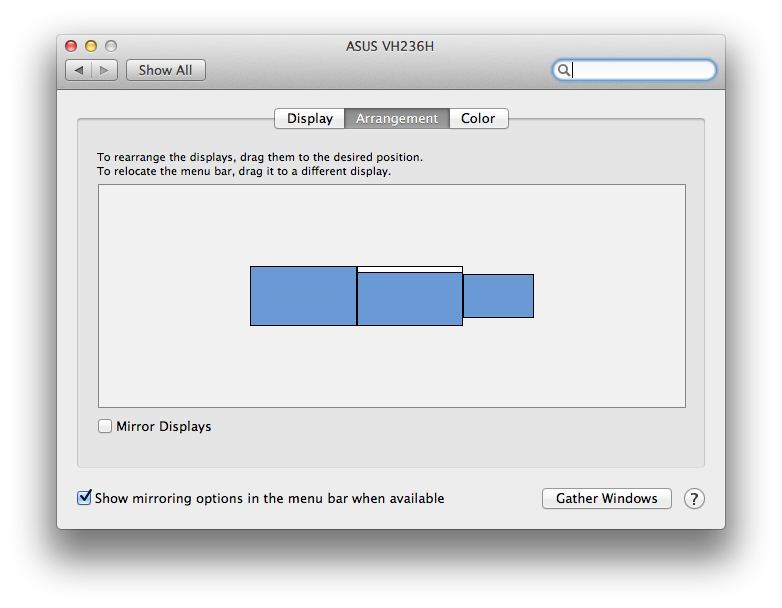 ASUS VH236H
Show All
Display Arrangement Color
To rearrange the displays, drag them to the desired position.
To relocate the menu bar, drag it to a different display.
Mirror Displays
Show mirroring options in the menu bar when available
Gather Windows
?